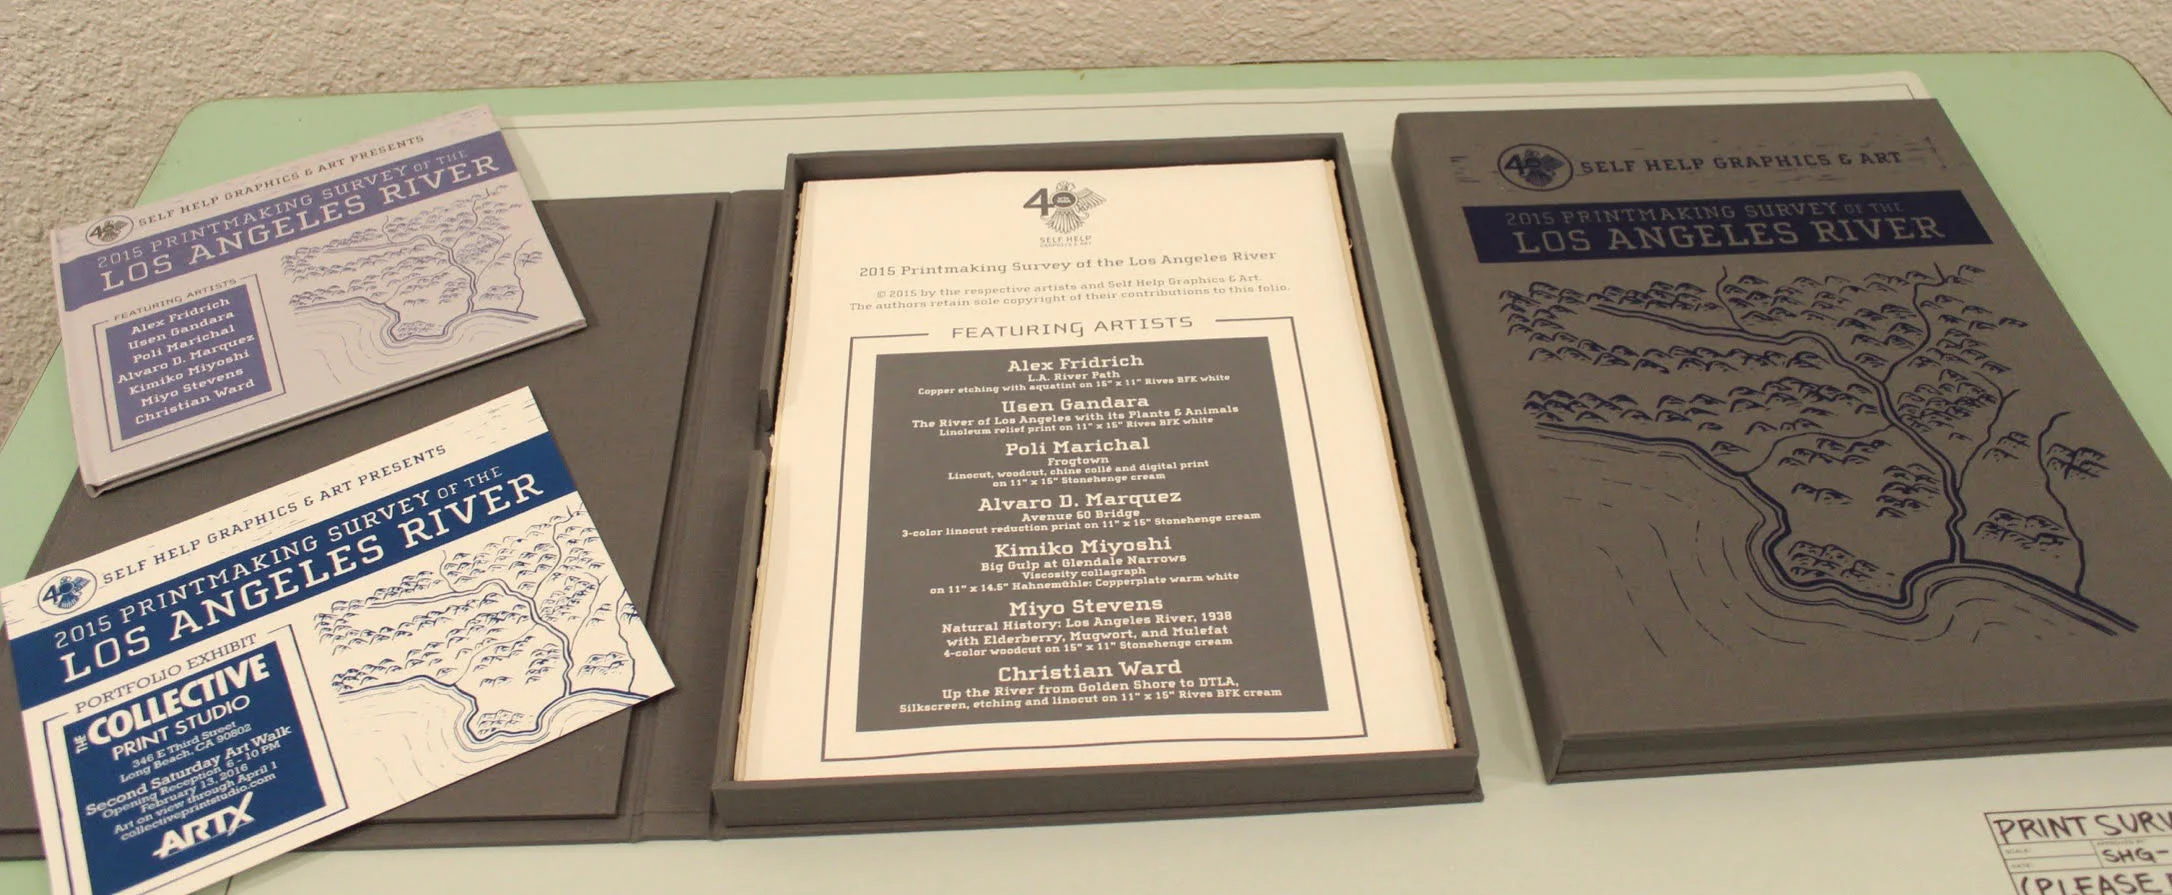 SELF HELP GRAPHICS & ART PRESENTS
2015 PRINTMAKING SURVEY OF THE
LOS ANGELES RIVER
FEATURING ARTISTS
Alex Fridrich
Usen Gandara
Poli Marichal
Alvaro D. Marquez
Kimiko Miyoshi
Miyo Stevens
Christian Ward
40
SELF HELP GRAPHICS & ART PRESENTS
2015 PRINTMAKING SURVEY OF THE
LOS ANGELES RIVER
PORTFOLIO EXHIBIT
THE COLLECTIVE
PRINT STUDIO
346 E Third Street
Long Beach, CA 90802
Second Saturday Art Walk
Opening Reception 6 - 10 PM
February 13, 2016
Art on view through April 1
collectiveprintstudio.com
ARTX
40
SELF HELP
GRAPHICS & ART
2015 Printmaking Survey of the Los Angeles River
© 2015 by the respective artists and Self Help Graphics & Art.
The authors retain sole copyright of their contributions to this folio.
FEATURING ARTISTS
Alex Fridrich
L.A. River Path
Copper etching with aquatint on 15" x 11" Rives BFK white
Usen Gandara
The River of Los Angeles with its Plants & Animals
Linoleum relief print on 11" x 15" Rives BFK white
Poli Marichal
Frogtown
Linocut, woodcut, chine collé and digital print
on 11" x 15" Stonehenge cream
Alvaro D. Marquez
Avenue 60 Bridge
3-color linocut reduction print on 11" x 15" Stonehenge cream
Kimiko Miyoshi
Big Gulp at Glendale Narrows
Viscosity collagraph
on 11" x 14.5" Hahnemühle: Copperplate warm white
Miyo Stevens
Natural History: Los Angeles River, 1938
with Elderberry, Mugwort, and Mulefat
4-color woodcut on 15" x 11" Stonehenge cream
Christian Ward
Up the River from Golden Shore to DTLA,
Silkscreen, etching and linocut on 11" x 15" Rives BFK cream
40
SELF HELP GRAPHICS & ART
2015 PRINTMAKING SURVEY OF THE
LOS ANGELES RIVER
PRINT SURV
SHG-
(PLEASE